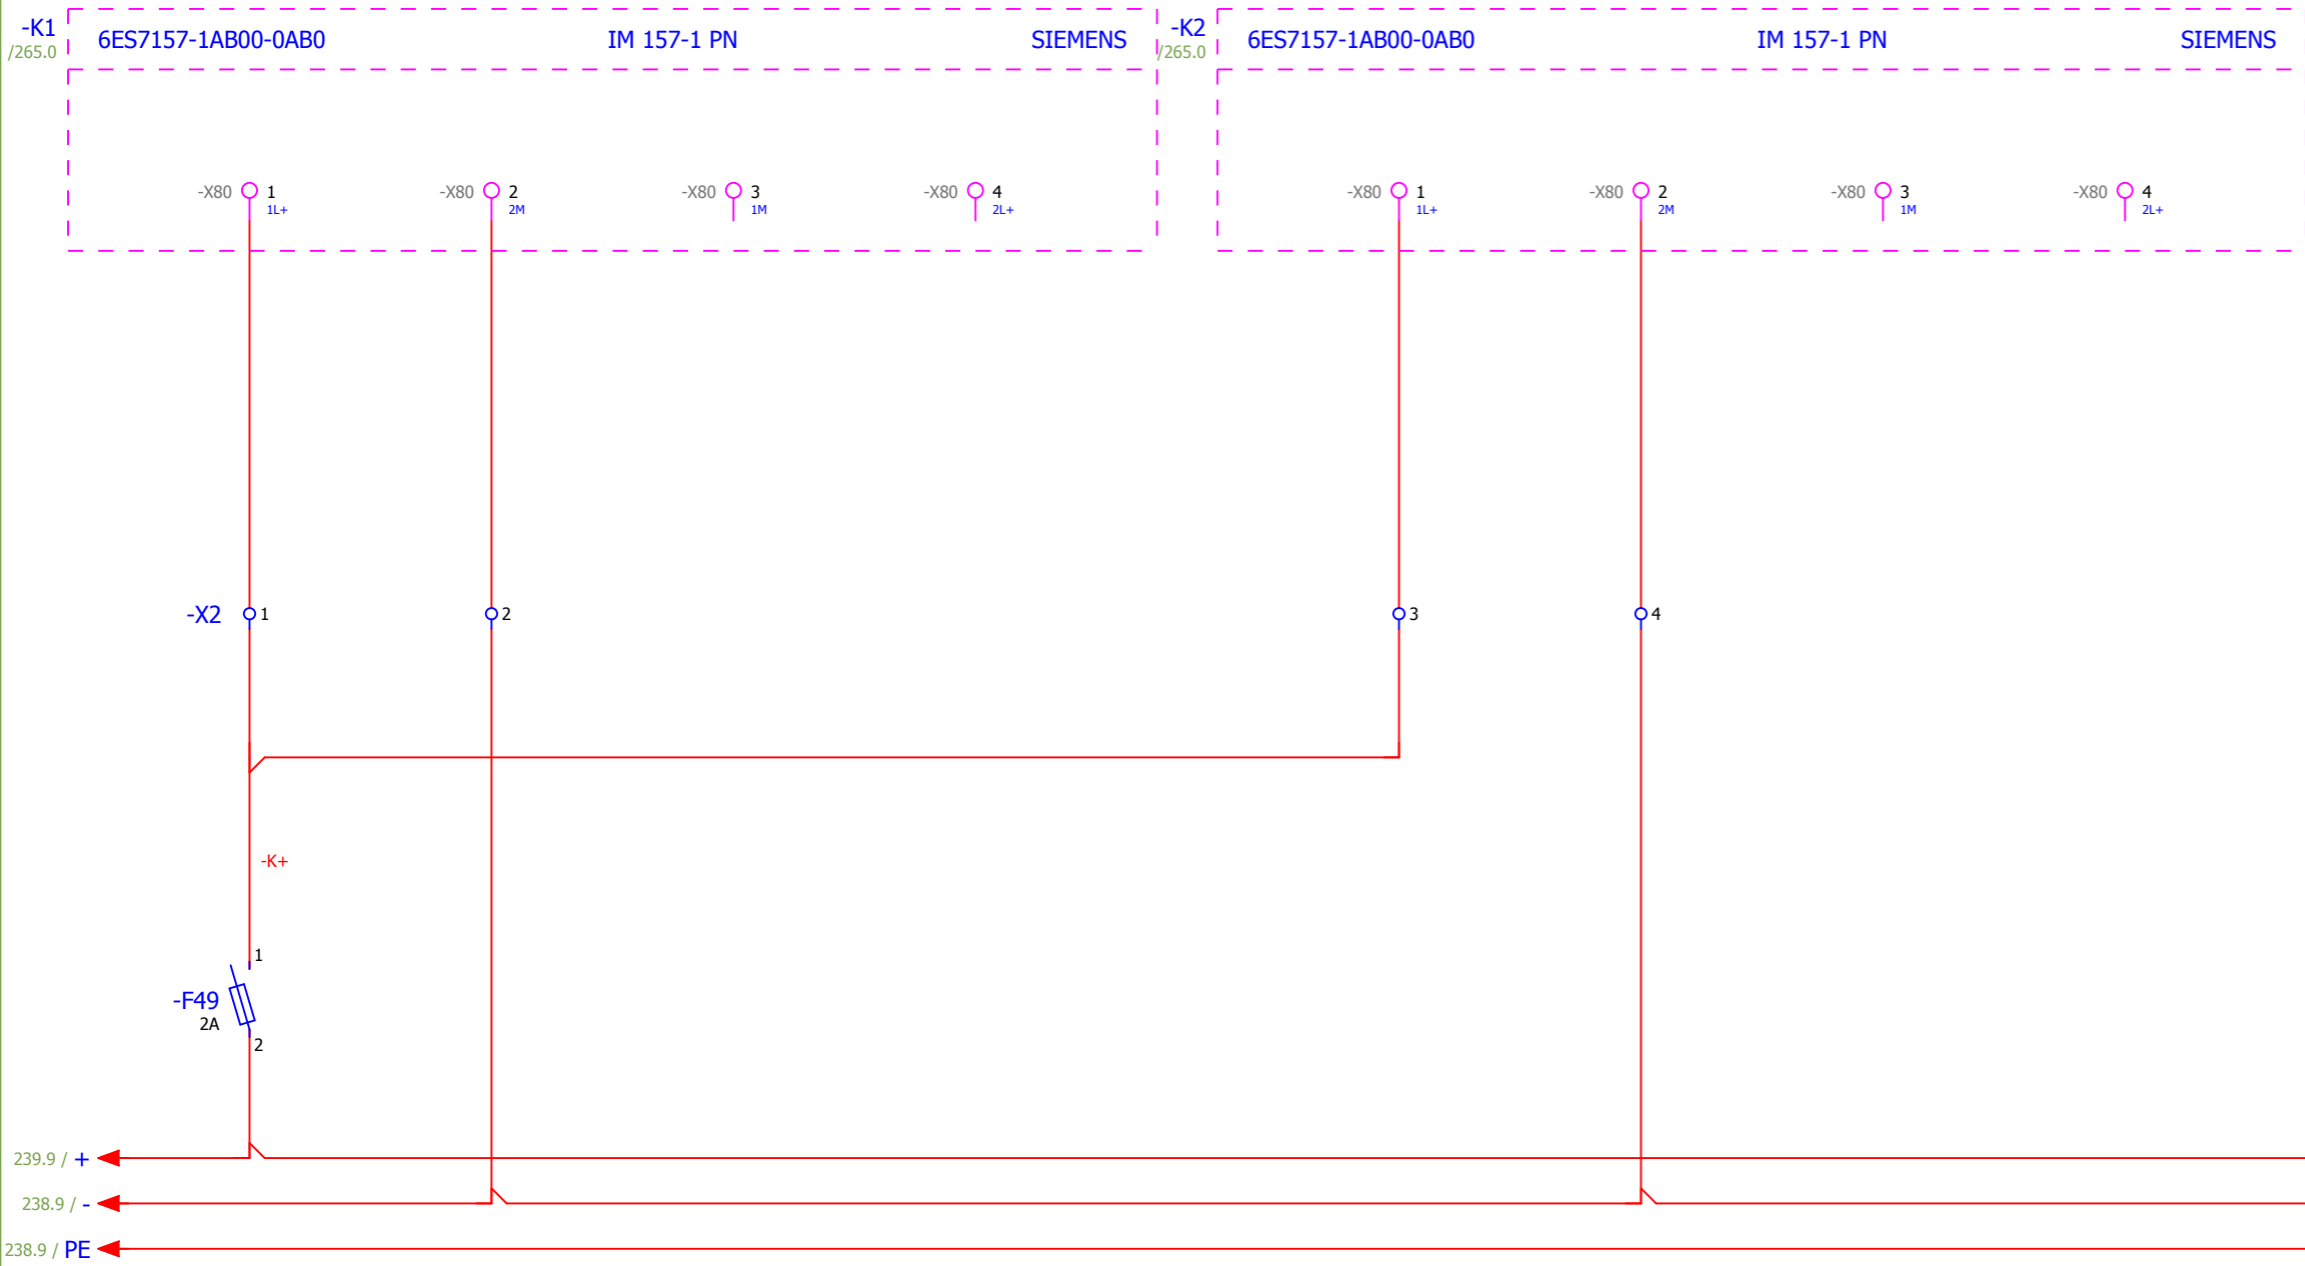 -K1 6ES7157-1AB00-0AB0 IM 157-1 PN SIEMENS -K2 6ES7157-1AB00-0AB0 IM 157-1 PN SIEMENS
/265.0 /265.0
-X80 1 -X80 2 -X80 3 -X80 4 -X80 1 -X80 2 -X80 3 -X80 4
1L+ 2M 1M 2L+ 1L+ 2M 1M 2L+
-X2 1 2 3 4
-K+
1
-F49
2A
2
239.9 / +
238.9 / -
238.9 / PE